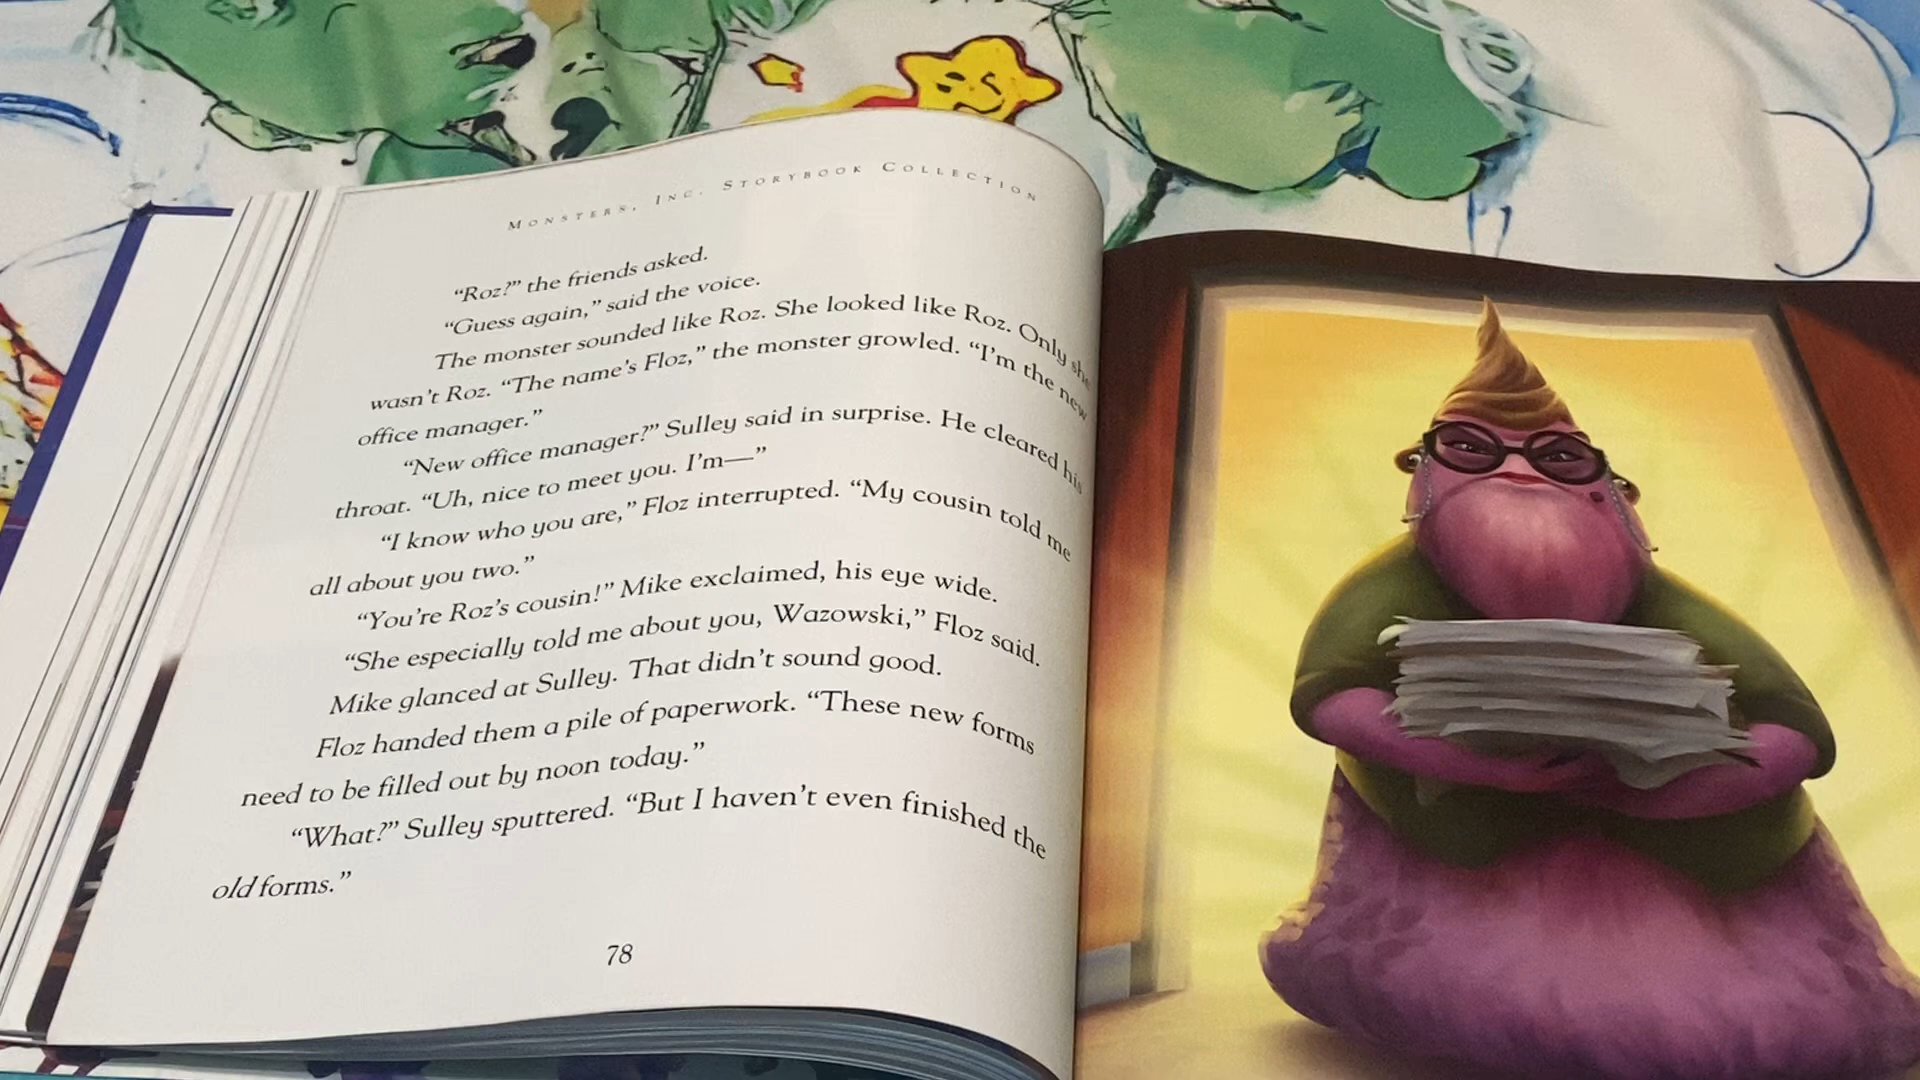 MONSTERS, INC. STORYBOOK COLLECTION
“Roz?” the friends asked.
“Guess again,” said the voice.
The monster sounded like Roz. She looked like Roz. Only she
wasn’t Roz. “The name’s Floz,” the monster growled. “I’m the new
office manager.”
“New office manager?” Sulley said in surprise. He cleared his
throat. “Uh, nice to meet you. I’m—”
“I know who you are,” Floz interrupted. “My cousin told me
all about you two.”
“You’re Roz’s cousin!” Mike exclaimed, his eye wide.
“She especially told me about you, Wazowski,” Floz said.
Mike glanced at Sulley. That didn’t sound good.
Floz handed them a pile of paperwork. “These new forms
need to be filled out by noon today.”
“What?” Sulley sputtered. “But I haven’t even finished the
old forms.”
78